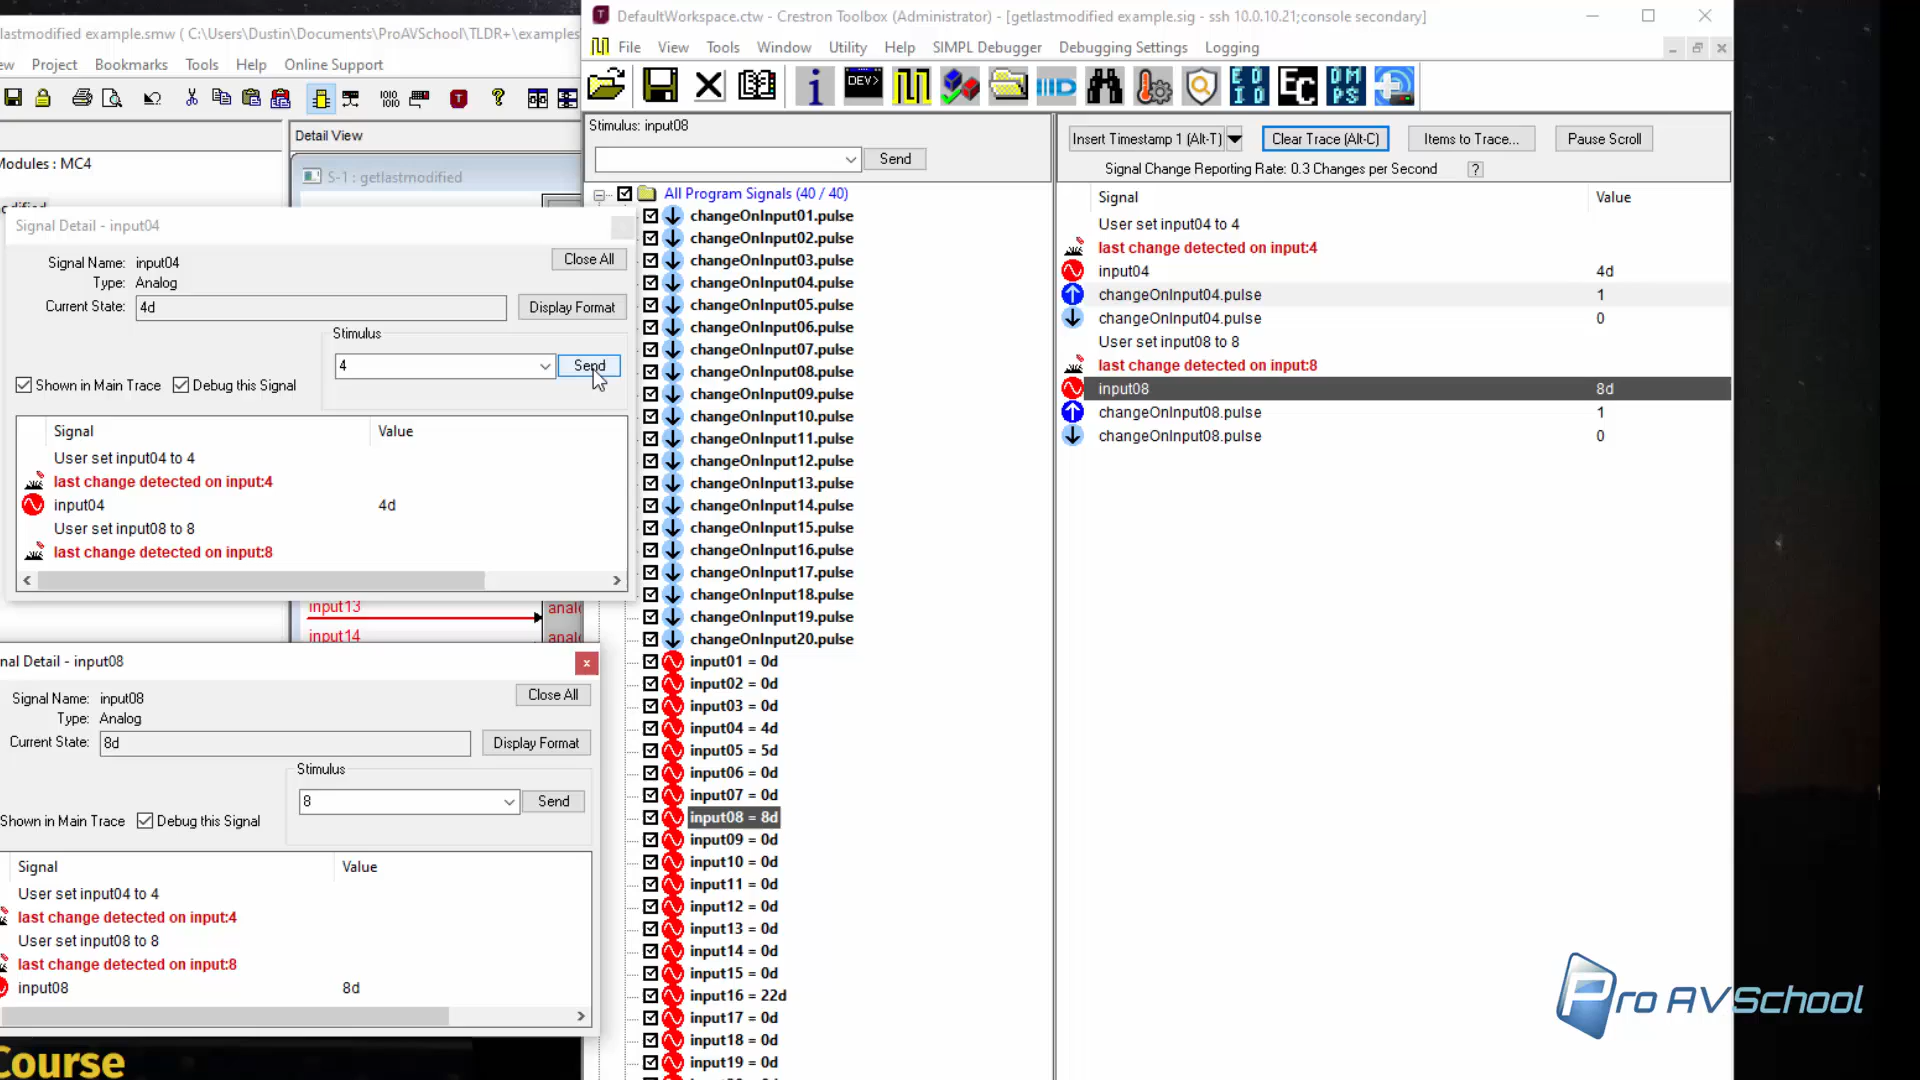 lastmodified example.smw ( C:\Users\Dustin\Documents\ProAVSchool\TLDR+\examples
Project Bookmarks Tools Help Online Support
Modules : MC4
Detail View
S-1 : getlastmodified
DefaultWorkspace.ctw - Crestron Toolbox (Administrator) - [getlastmodified example.sig - ssh 10.0.10.21;console secondary]
File View Tools Window Utility Help SIMPL Debugger Debugging Settings Logging
Stimulus: input08
Send
Insert Timestamp 1 (Alt-T)
Clear Trace (Alt-C)
Items to Trace...
Pause Scroll
Signal Change Reporting Rate: 0.3 Changes per Second ?
All Program Signals (40 / 40)
changeOnInput01.pulse
changeOnInput02.pulse
changeOnInput03.pulse
changeOnInput04.pulse
changeOnInput05.pulse
changeOnInput06.pulse
changeOnInput07.pulse
changeOnInput08.pulse
changeOnInput09.pulse
changeOnInput10.pulse
changeOnInput11.pulse
changeOnInput12.pulse
changeOnInput13.pulse
changeOnInput14.pulse
changeOnInput15.pulse
changeOnInput16.pulse
changeOnInput17.pulse
changeOnInput18.pulse
changeOnInput19.pulse
changeOnInput20.pulse
input01 = 0d
input02 = 0d
input03 = 0d
input04 = 4d
input05 = 5d
input06 = 0d
input07 = 0d
input08 = 8d
input09 = 0d
input10 = 0d
input11 = 0d
input12 = 0d
input13 = 0d
input14 = 0d
input15 = 0d
input16 = 22d
input17 = 0d
input18 = 0d
input19 = 0d
Signal Value
User set input04 to 4
last change detected on input:4
input04 4d
changeOnInput04.pulse 1
changeOnInput04.pulse 0
User set input08 to 8
last change detected on input:8
input08 8d
changeOnInput08.pulse 1
changeOnInput08.pulse 0
Signal Detail - input04
Signal Name: input04
Close All
Type: Analog
Current State: 4d
Display Format
Stimulus
4
Send
Shown in Main Trace
Debug this Signal
Signal Value
User set input04 to 4
last change detected on input:4
input04 4d
User set input08 to 8
last change detected on input:8
input13
input14
nal Detail - input08
Signal Name: input08
Close All
Type: Analog
Current State: 8d
Display Format
Stimulus
8
Send
Shown in Main Trace
Debug this Signal
Signal Value
User set input04 to 4
last change detected on input:4
User set input08 to 8
last change detected on input:8
input08 8d
Course
Pro AVSchool